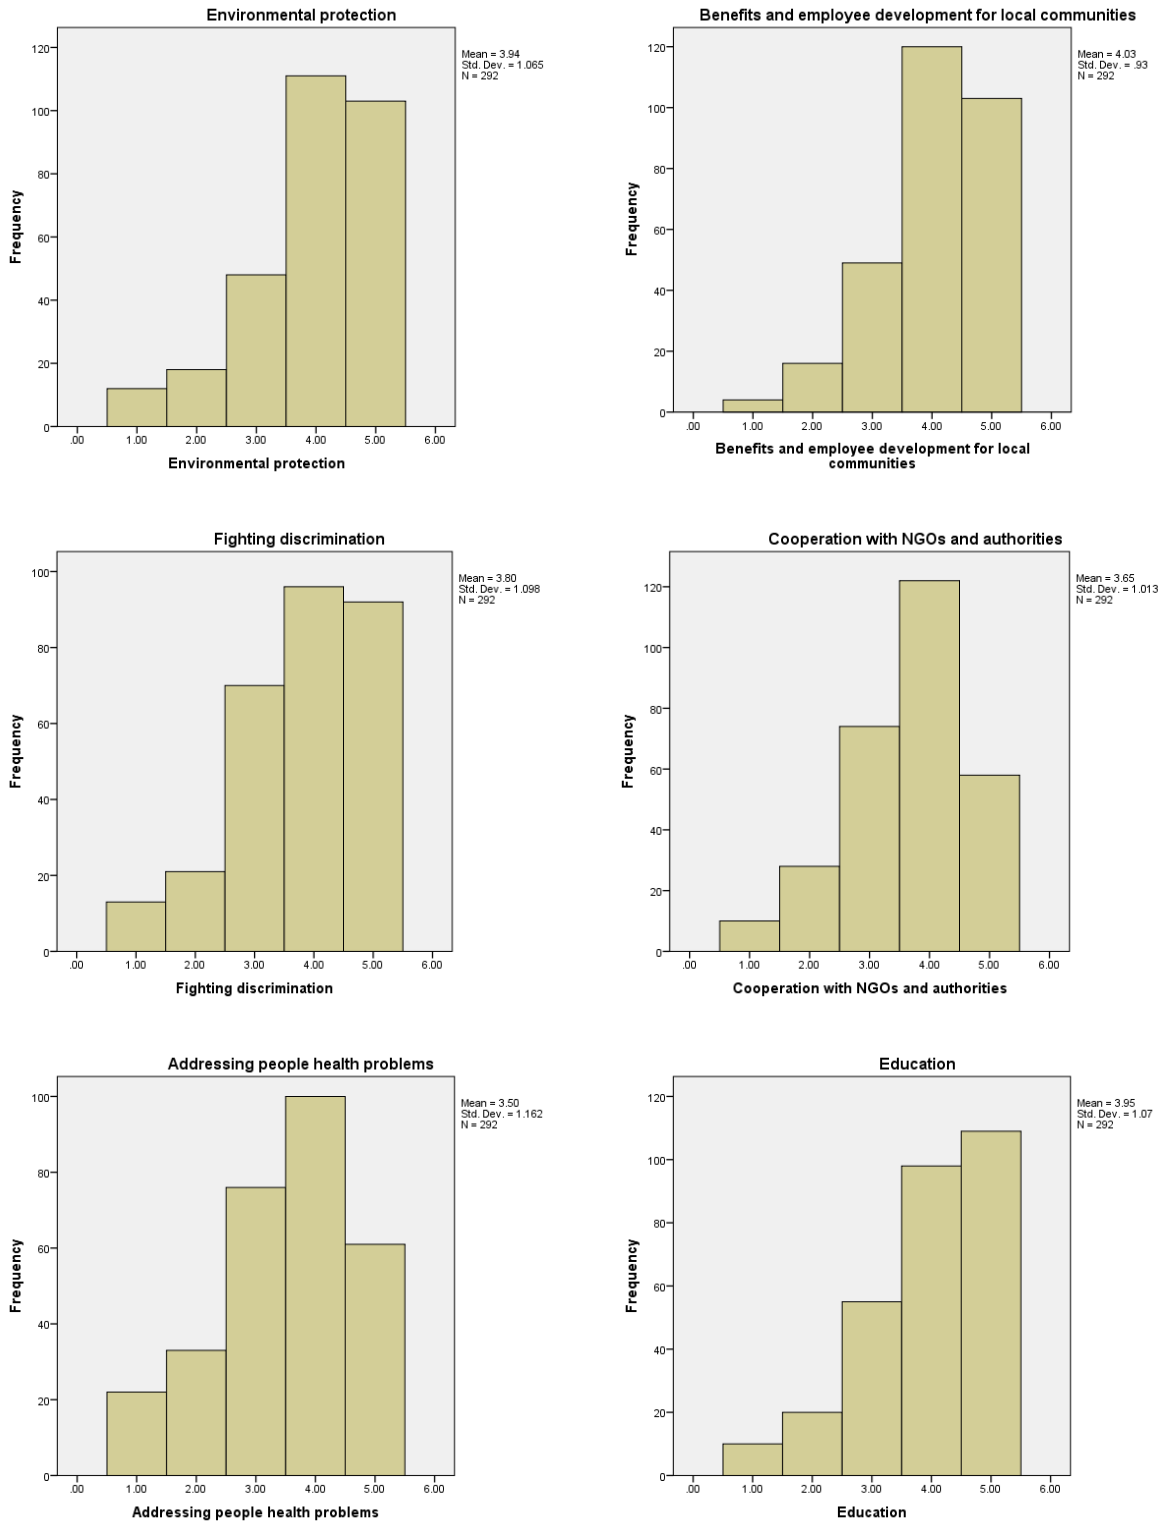 Environmental protection
120
100
80
60
40
20
0
Frequency
.00 1.00 2.00 3.00 4.00 5.00 6.00
Environmental protection
Mean = 3.94
Std. Dev. = 1.065
N = 292
Benefits and employee development for local communities
120
100
80
60
40
20
0
Frequency
.00 1.00 2.00 3.00 4.00 5.00 6.00
Benefits and employee development for local
communities
Mean = 4.03
Std. Dev. = .93
N = 292
Fighting discrimination
100
80
60
40
20
0
Frequency
.00 1.00 2.00 3.00 4.00 5.00 6.00
Fighting discrimination
Mean = 3.80
Std. Dev. = 1.098
N = 292
Cooperation with NGOs and authorities
120
100
80
60
40
20
0
Frequency
.00 1.00 2.00 3.00 4.00 5.00 6.00
Cooperation with NGOs and authorities
Mean = 3.65
Std. Dev. = 1.013
N = 292
Addressing people health problems
100
80
60
40
20
0
Frequency
.00 1.00 2.00 3.00 4.00 5.00 6.00
Addressing people health problems
Mean = 3.50
Std. Dev. = 1.162
N = 292
Education
120
100
80
60
40
20
0
Frequency
.00 1.00 2.00 3.00 4.00 5.00 6.00
Education
Mean = 3.95
Std. Dev. = 1.07
N = 292